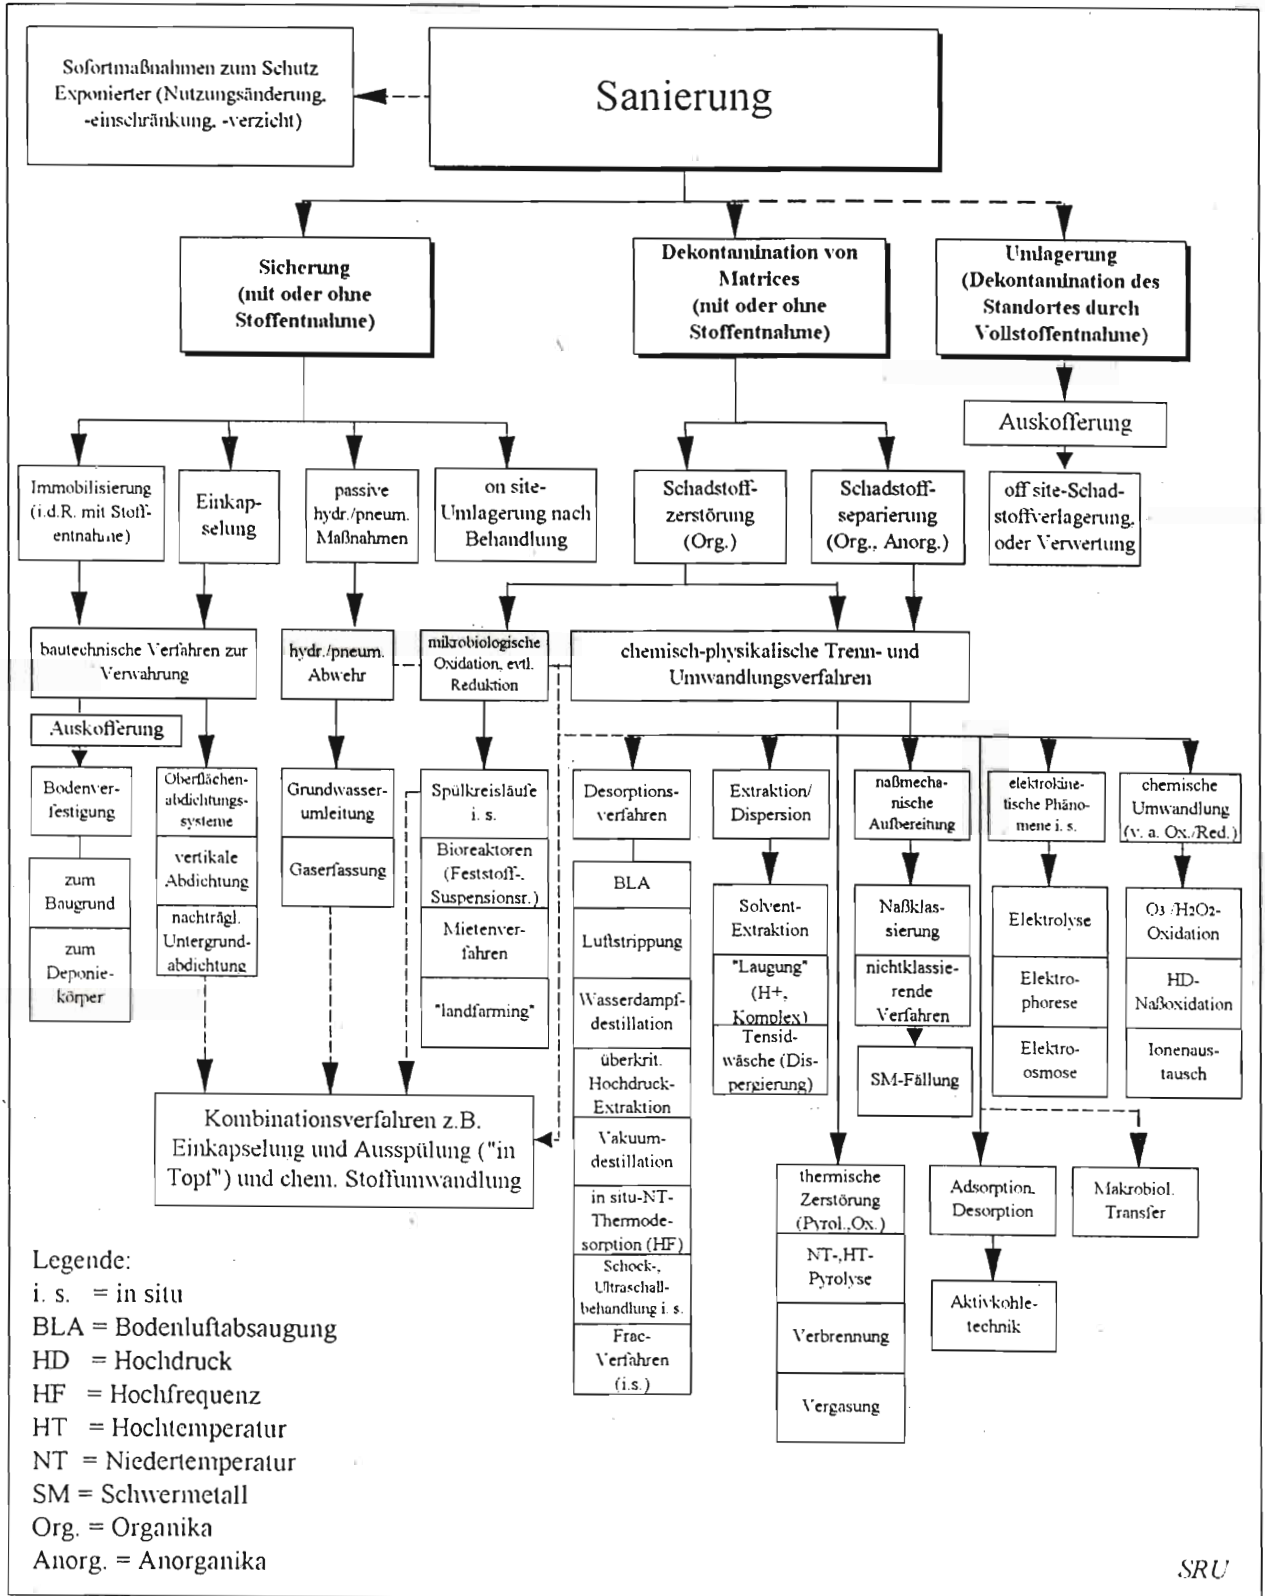 Sofortmaßnahmen zum Schutz
Exponierter (Nutzungsänderung,
-einschränkung, -verzicht)
Sanierung
Sicherung
(mit oder ohne
Stoffentnahme)
Dekontamination von
Matrices
(mit oder ohne
Stoffentnahme)
Umlagerung
(Dekontamination des
Standortes durch
Vollstoffentnahme)
Auskofferung
Immobilisierung
(i.d.R. mit Stoff-
entnahme)
Einkap-
selung
passive
hydr./pneum.
Maßnahmen
on site-
Umlagerung nach
Behandlung
Schadstoff-
zerstörung
(Org.)
Schadstoff-
separierung
(Org., Anorg.)
off site-Schad-
stoffverlagerung,
oder Verwertung
bautechnische Verfahren zur
Verwahrung
hydr./pneum.
Abwehr
mikrobiologische
Oxidation, evtl.
Reduktion
chemisch-physikalische Trenn- und
Umwandlungsverfahren
Auskofferung
Bodenver-
festigung
zum
Baugrund
zum
Deponie-
körper
Oberflächen-
abdichtungs-
systeme
vertikale
Abdichtung
nachträgl.
Untergrund-
abdichtung
Grundwasser-
umleitung
Gaserfassung
Spülkreisläufe
i. s.
Bioreaktoren
(Feststoff-,
Suspensionsr.)
Mietenver-
fahren
"landfarming"
Desorptions-
verfahren
BLA
Luftstrippung
Wasserdampf-
destillation
überkrit.
Hochdruck-
Extraktion
Vakuum-
destillation
in situ-NT-
Thermode-
sorption (HF)
Schock-,
Ultraschall-
behandlung i. s.
Frac-
Verfahren
(i.s.)
Extraktion/
Dispersion
Solvent-
Extraktion
"Laugung"
(H+,
Komplex)
Tensid-
wäsche (Dis-
pergierung)
naßmecha-
nische
Aufbereitung
Naßklas-
sierung
nichtklassie-
rende
Verfahren
SM-Fällung
elektrokine-
tische Phäno-
mene i. s.
Elektrolyse
Elektro-
phorese
Elektro-
osmose
chemische
Umwandlung
(v. a. Ox./Red.)
O3 /H2O2-
Oxidation
HD-
Naßoxidation
Ionenaus-
tausch
Kombinationsverfahren z.B.
Einkapselung und Ausspülung ("in
Topf") und chem. Stoffumwandlung
thermische
Zerstörung
(Pyrol.,Ox.)
NT-,HT-
Pyrolyse
Verbrennung
Vergasung
Adsorption,
Desorption
Aktivkohle-
technik
Makrobiol.
Transfer
Legende:
i. s. = in situ
BLA = Bodenluftabsaugung
HD = Hochdruck
HF = Hochfrequenz
HT = Hochtemperatur
NT = Niedertemperatur
SM = Schwermetall
Org. = Organika
Anorg. = Anorganika
SRU